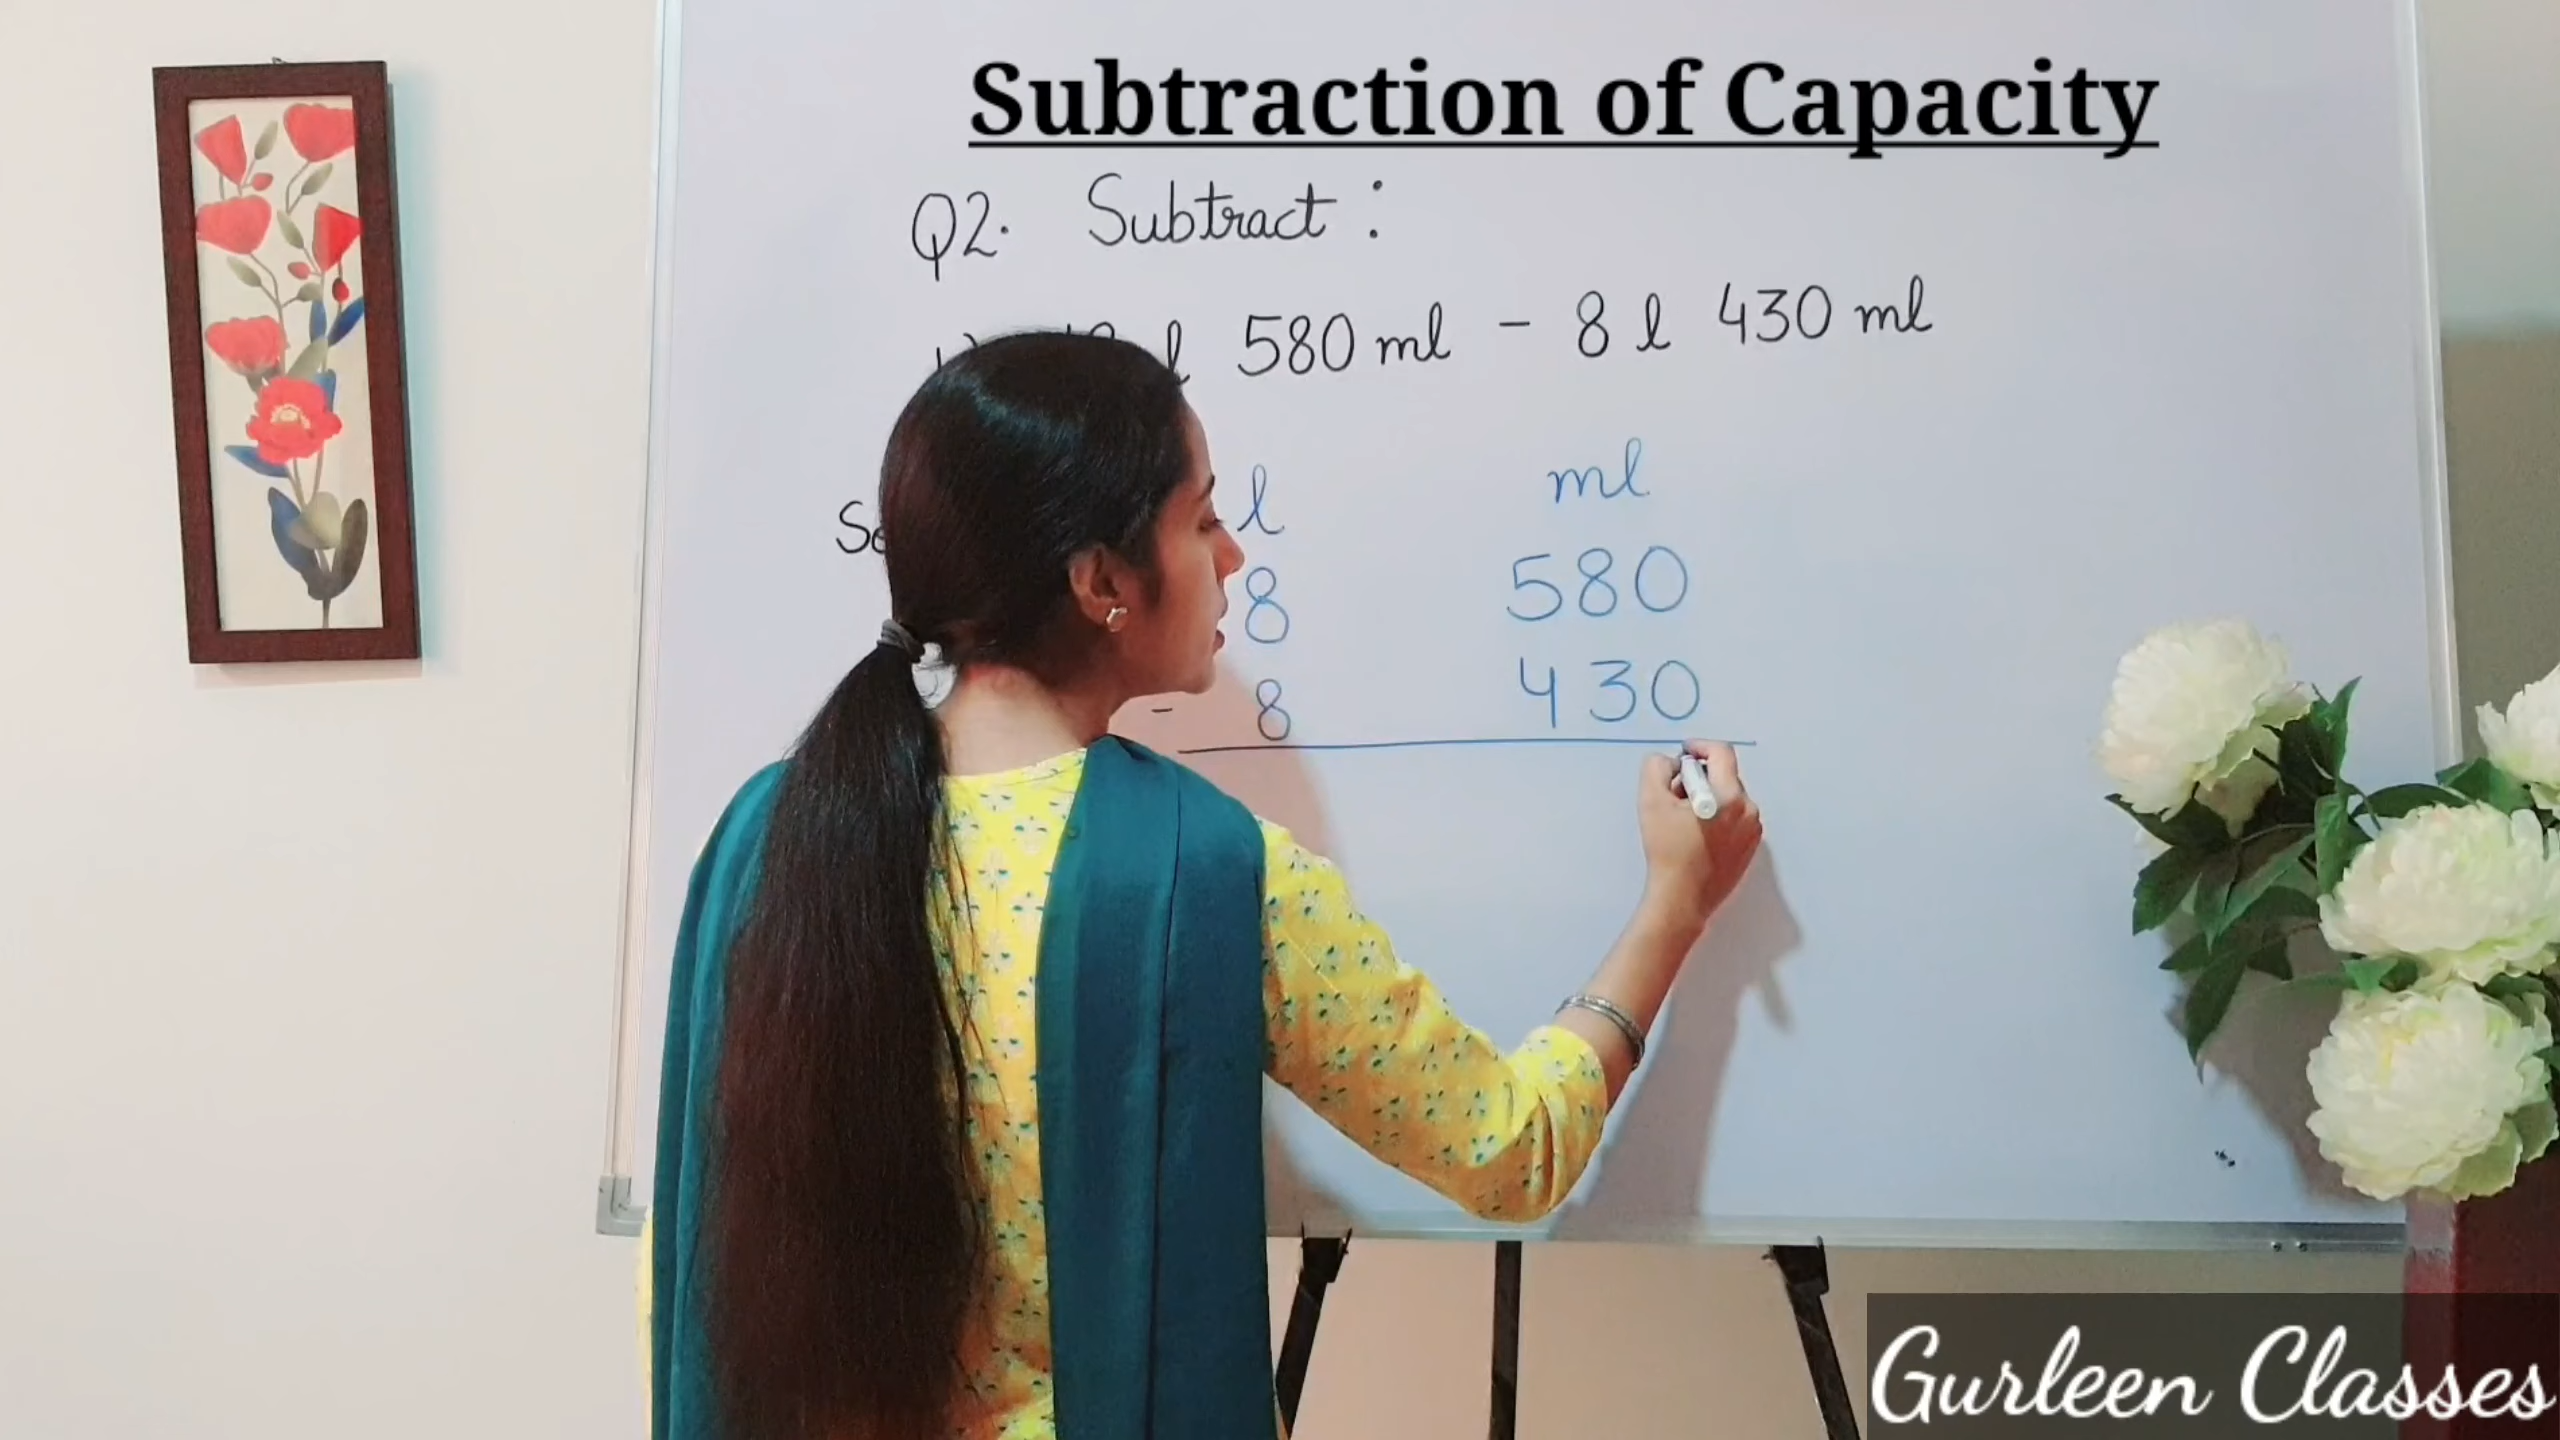 Subtraction of Capacity
Q2. Subtract :
l 580 ml - 8 l 430 ml
l ml
8 580
- 8 430
Gurleen Classes